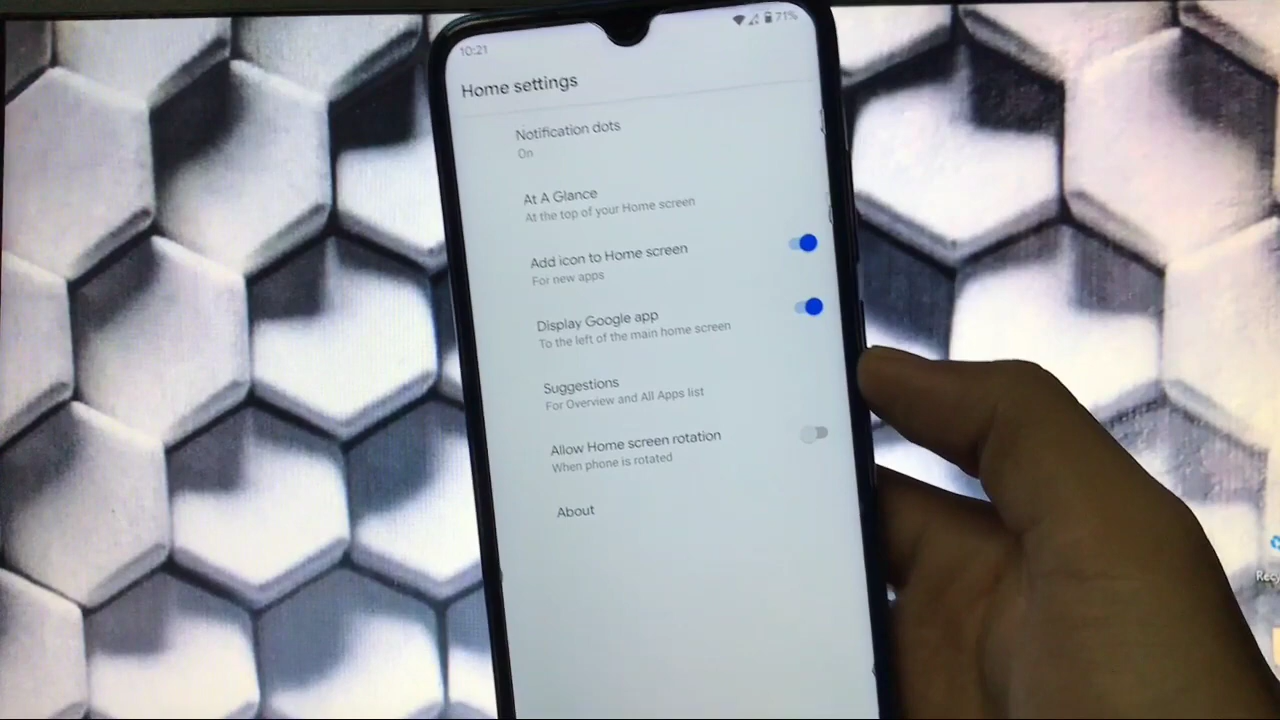 10:21
71%
Home settings
Notification dots
On
At A Glance
At the top of your Home screen
Add icon to Home screen
For new apps
Display Google app
To the left of the main home screen
Suggestions
For Overview and All Apps list
Allow Home screen rotation
When phone is rotated
About